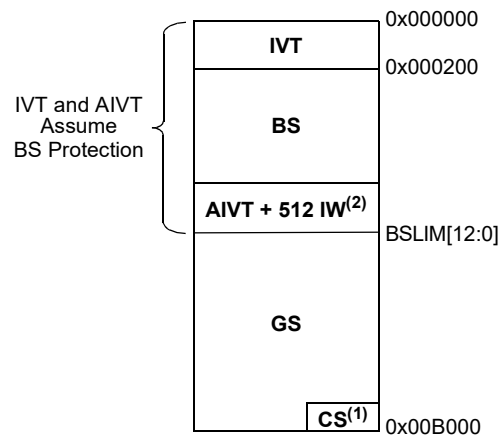 0x000000
IVT
0x000200
IVT and AIVT
Assume
BS Protection
BS
AIVT + 512 IW(2)
BSLIM[12:0]
GS
CS(1)
0x00B000